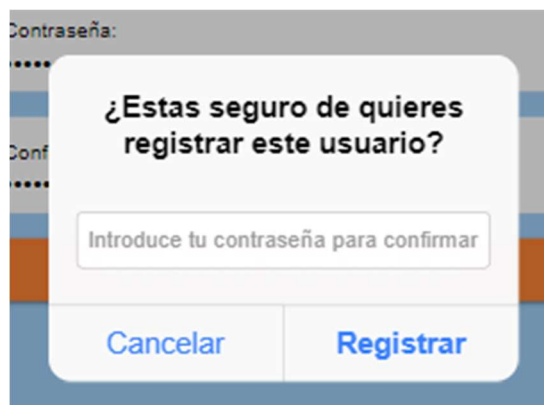 Contraseña:
¿Estas seguro de quieres
registrar este usuario?
Conf
Introduce tu contraseña para confirmar
Cancelar
Registrar